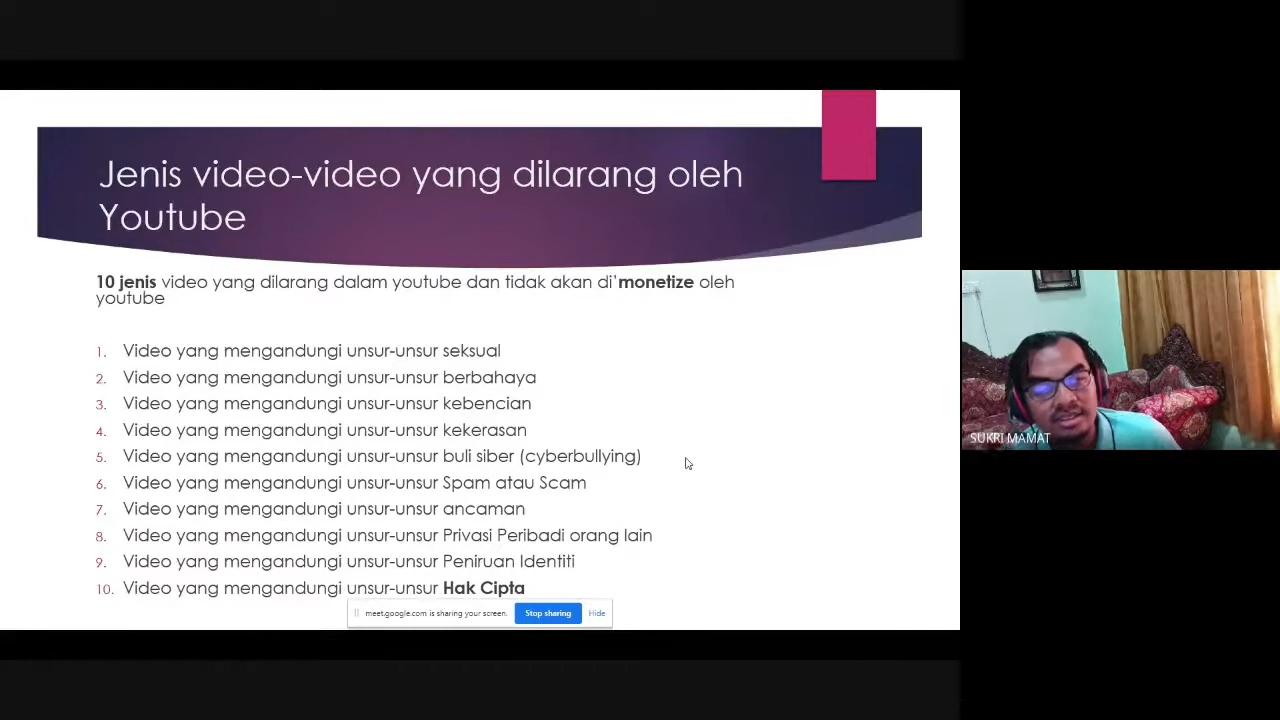 Jenis video-video yang dilarang oleh
Youtube
10 jenis video yang dilarang dalam youtube dan tidak akan di'monetize oleh
youtube
1. Video yang mengandungi unsur-unsur seksual
2. Video yang mengandungi unsur-unsur berbahaya
3. Video yang mengandungi unsur-unsur kebencian
4. Video yang mengandungi unsur-unsur kekerasan
5. Video yang mengandungi unsur-unsur buli siber (cyberbullying)
6. Video yang mengandungi unsur-unsur Spam atau Scam
7. Video yang mengandungi unsur-unsur ancaman
8. Video yang mengandungi unsur-unsur Privasi Peribadi orang lain
9. Video yang mengandungi unsur-unsur Peniruan Identiti
10. Video yang mengandungi unsur-unsur Hak Cipta
meet.google.com is sharing your screen. Stop sharing Hide
SUKRI MAMAT